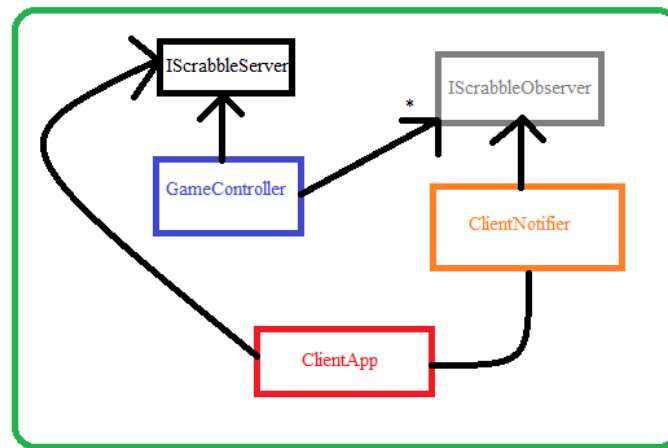 IScrabbleServer
IScrabbleObserver
*
GameController
ClientNotifier
ClientApp